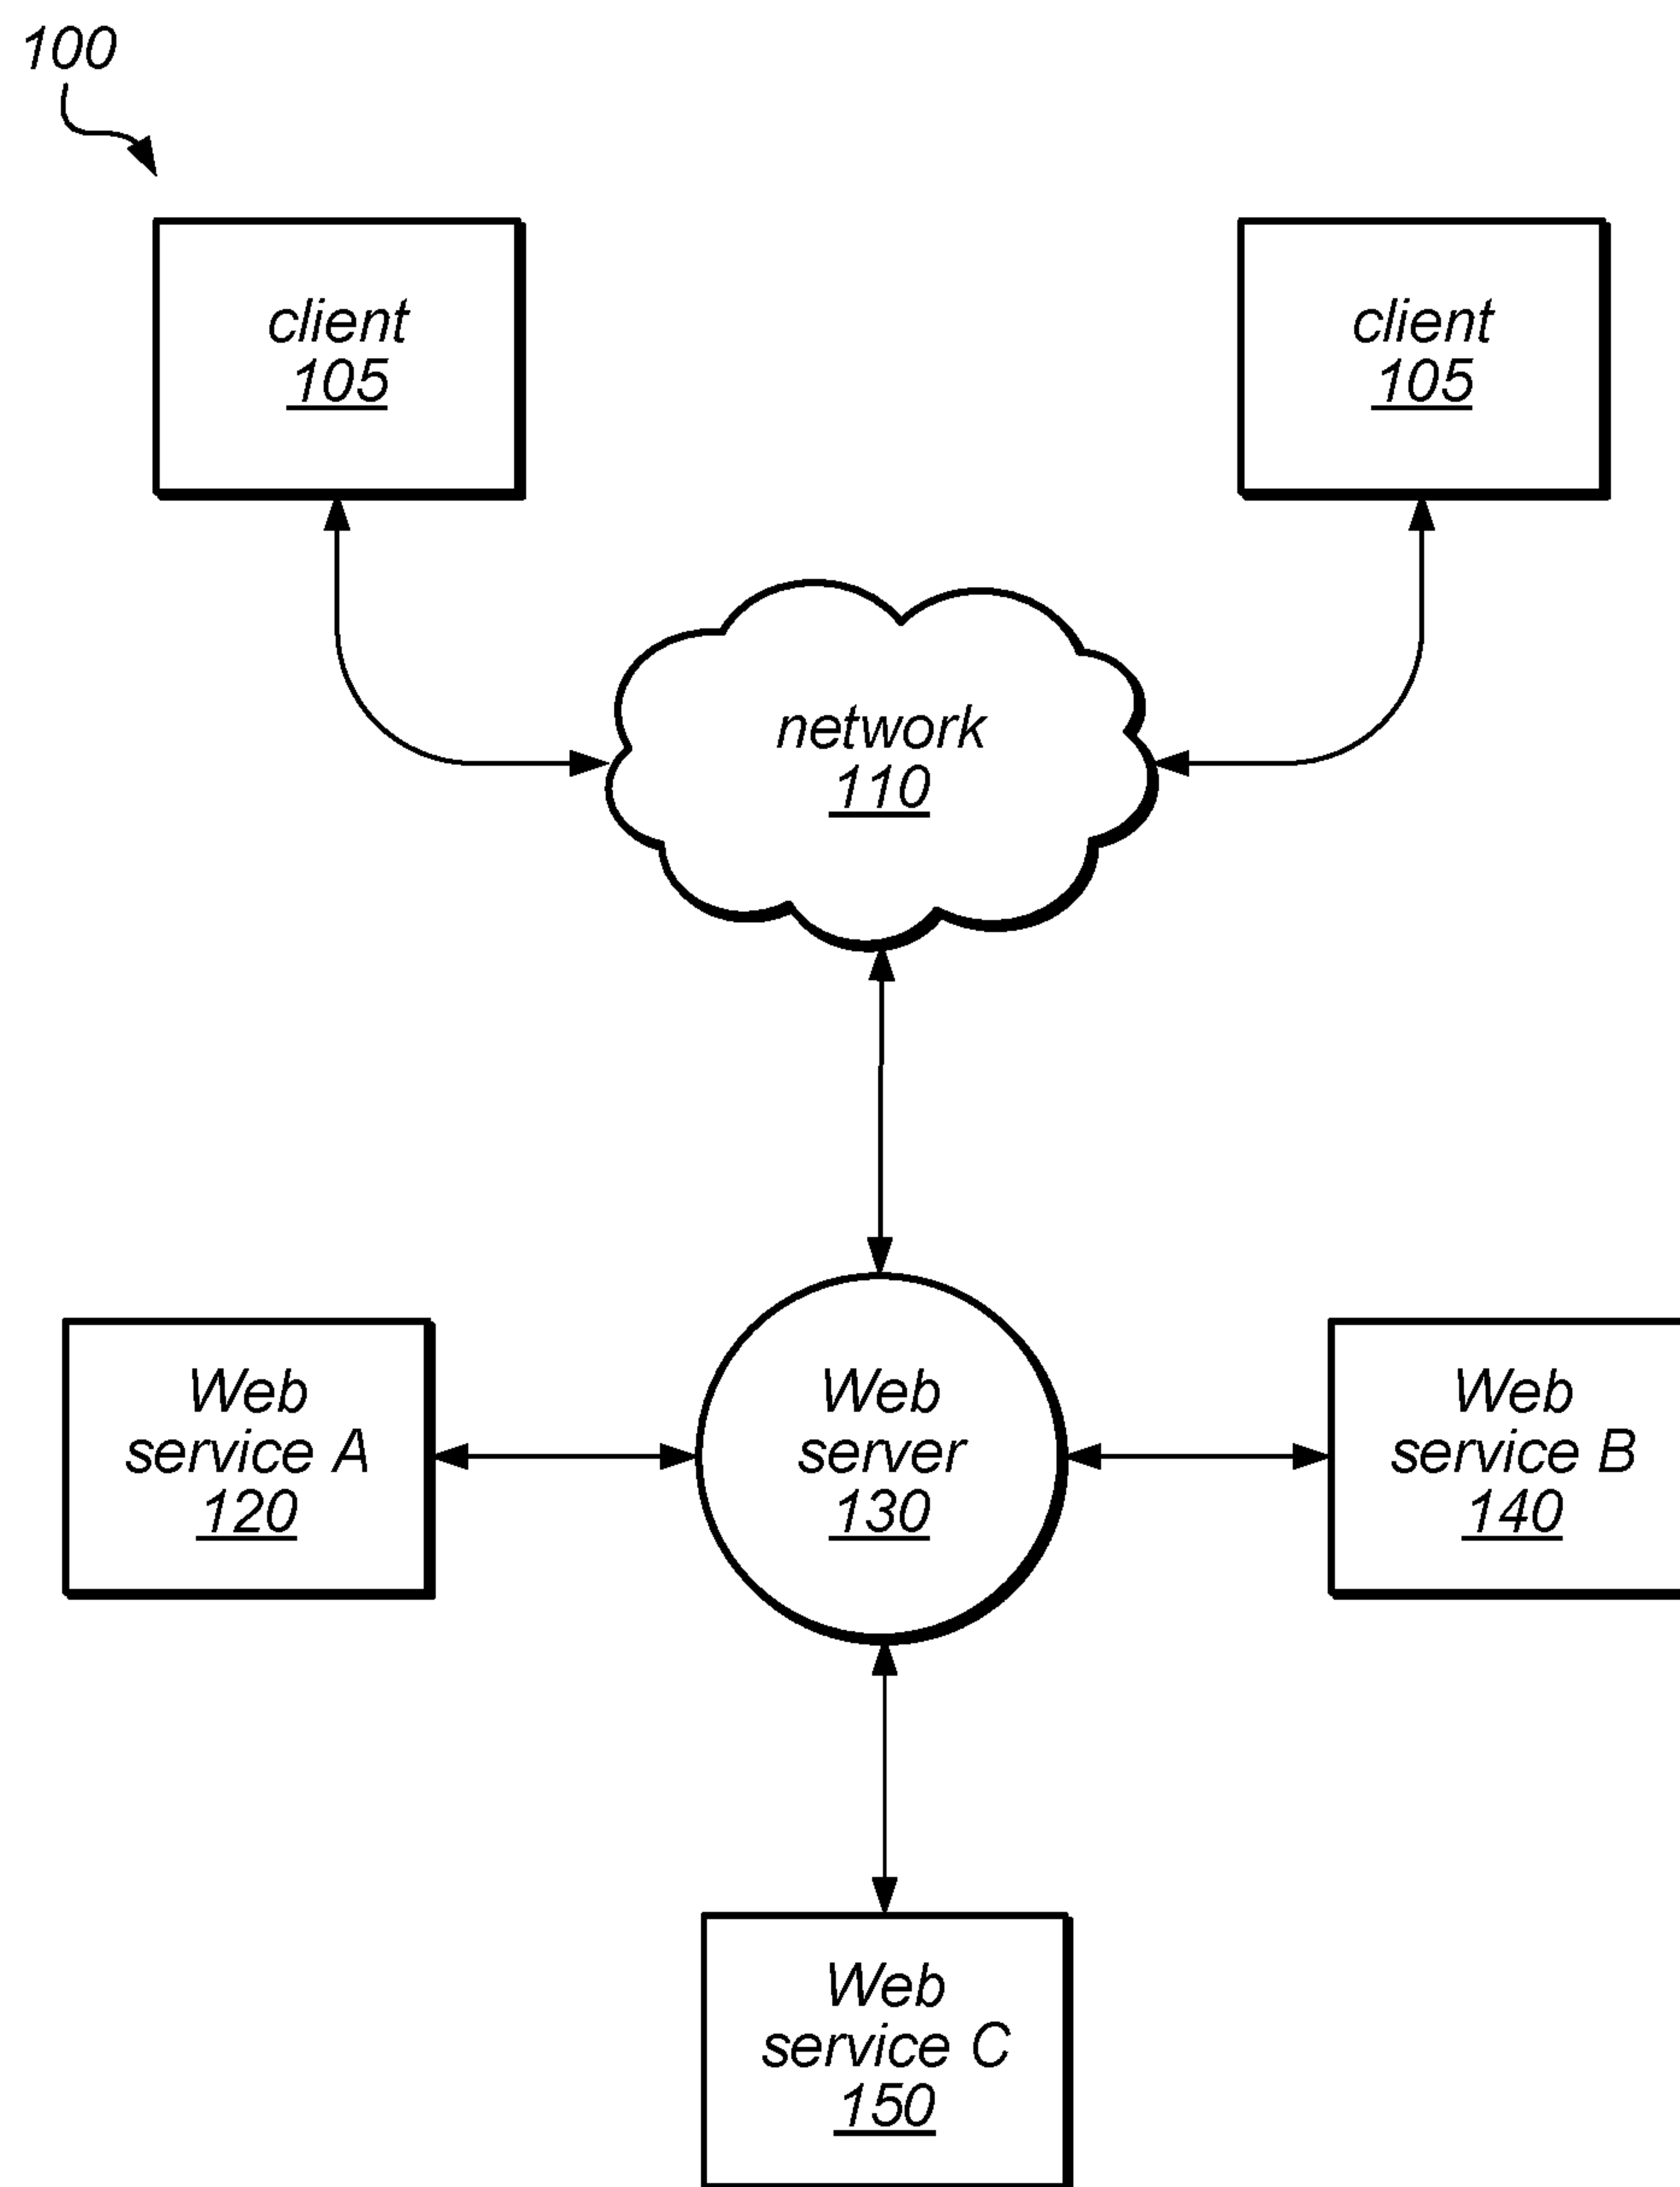 100
client
105
client
105
network
110
Web
service A
120
Web
server
130
Web
service B
140
Web
service C
150